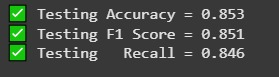 ✅ Testing Accuracy = 0.853
✅ Testing F1 Score = 0.851
✅ Testing   Recall = 0.846